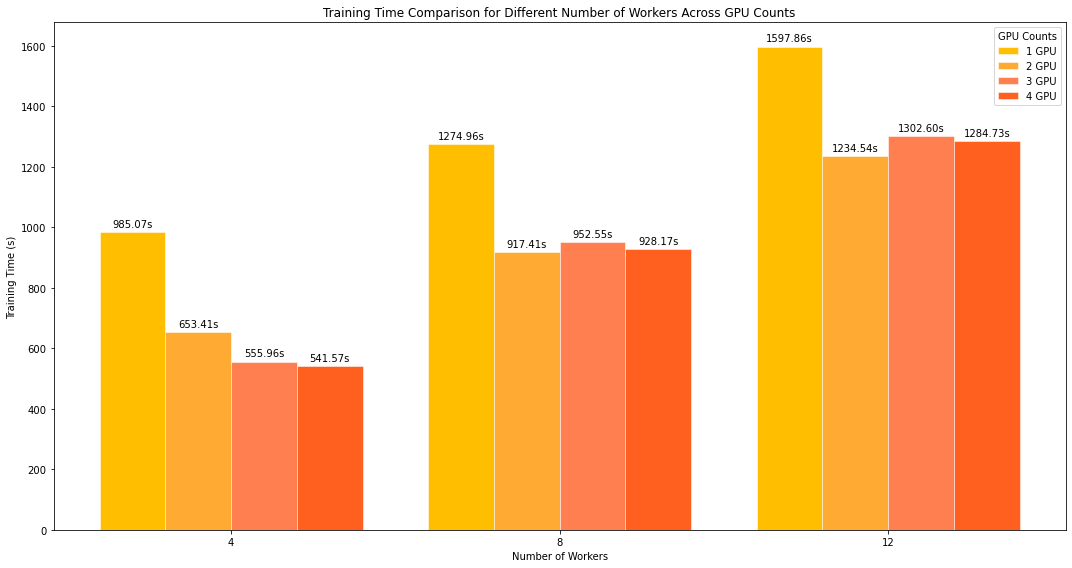 Training Time Comparison for Different Number of Workers Across GPU Counts
Training Time (s)
1600
1400
1200
1000
800
600
400
200
0
985.07s
653.41s
555.96s
541.57s
1274.96s
917.41s
952.55s
928.17s
1597.86s
1234.54s
1302.60s
1284.73s
GPU Counts
1 GPU
2 GPU
3 GPU
4 GPU
4
8
12
Number of Workers